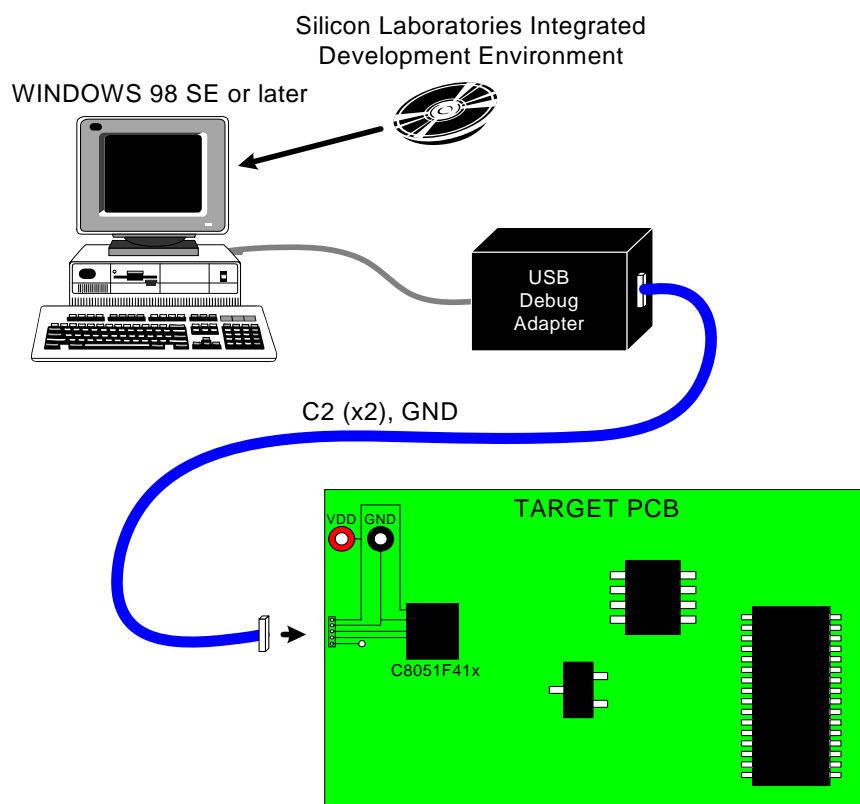 Silicon Laboratories Integrated
Development Environment
WINDOWS 98 SE or later
USB
Debug
Adapter
C2 (x2), GND
TARGET PCB
VDD
GND
C8051F41x